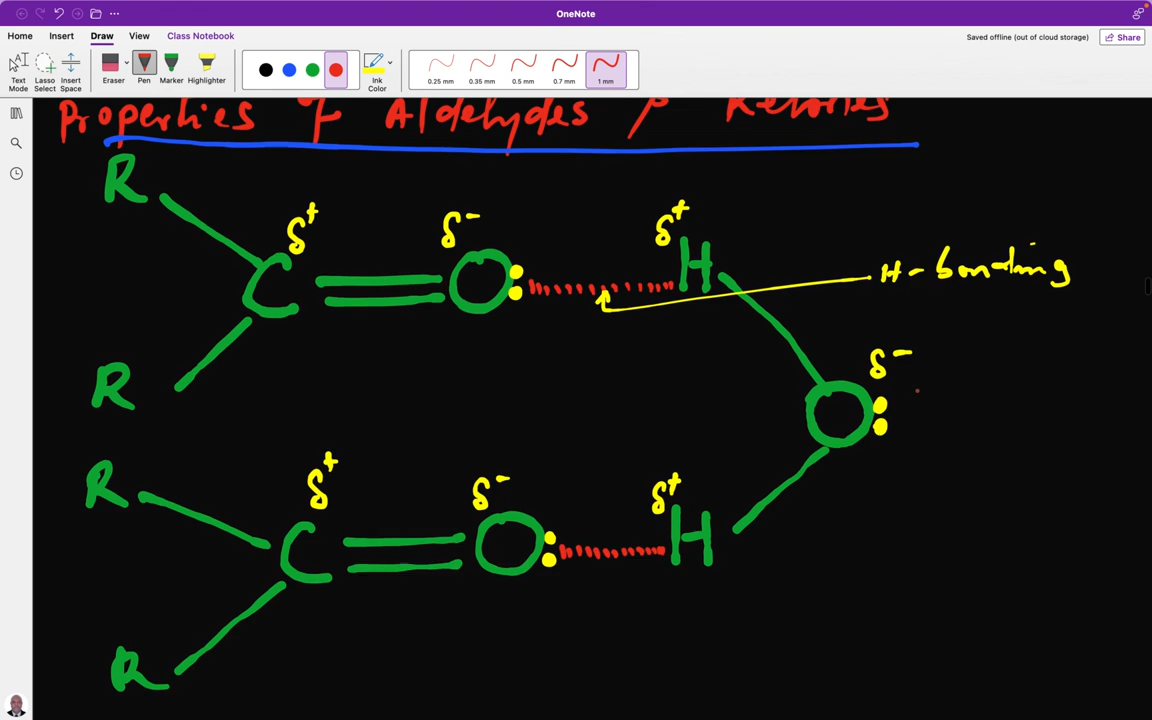 OneNote
Home Insert Draw View Class Notebook
Saved offline (out of cloud storage) Share
Text Mode Lasso Select Insert Space Eraser Pen Marker Highlighter Ink Color 0.25 mm 0.35 mm 0.5 mm 0.7 mm 1 mm
Properties of Aldehydes & Ketones
R
δ+ δ- δ+
C O H H-bonding
δ-
R
O
δ+ δ- δ+
R
C O H
R